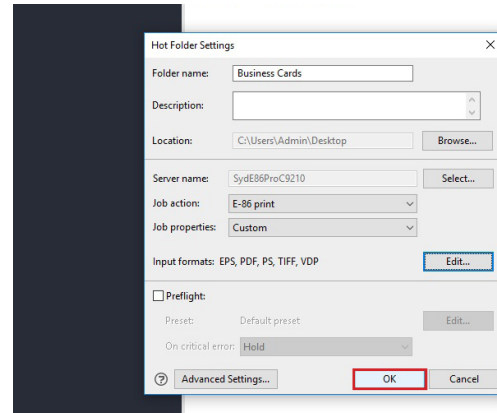 Hot Folder Settings
Folder name: Business Cards
Description:
Location: C:\Users\Admin\Desktop Browse...
Server name: SydE86ProC9210 Select...
Job action: E-86 print
Job properties: Custom
Input formats: EPS, PDF, PS, TIFF, VDP Edit...
Preflight:
Preset: Default preset Edit...
On critical error: Hold
? Advanced Settings... OK Cancel